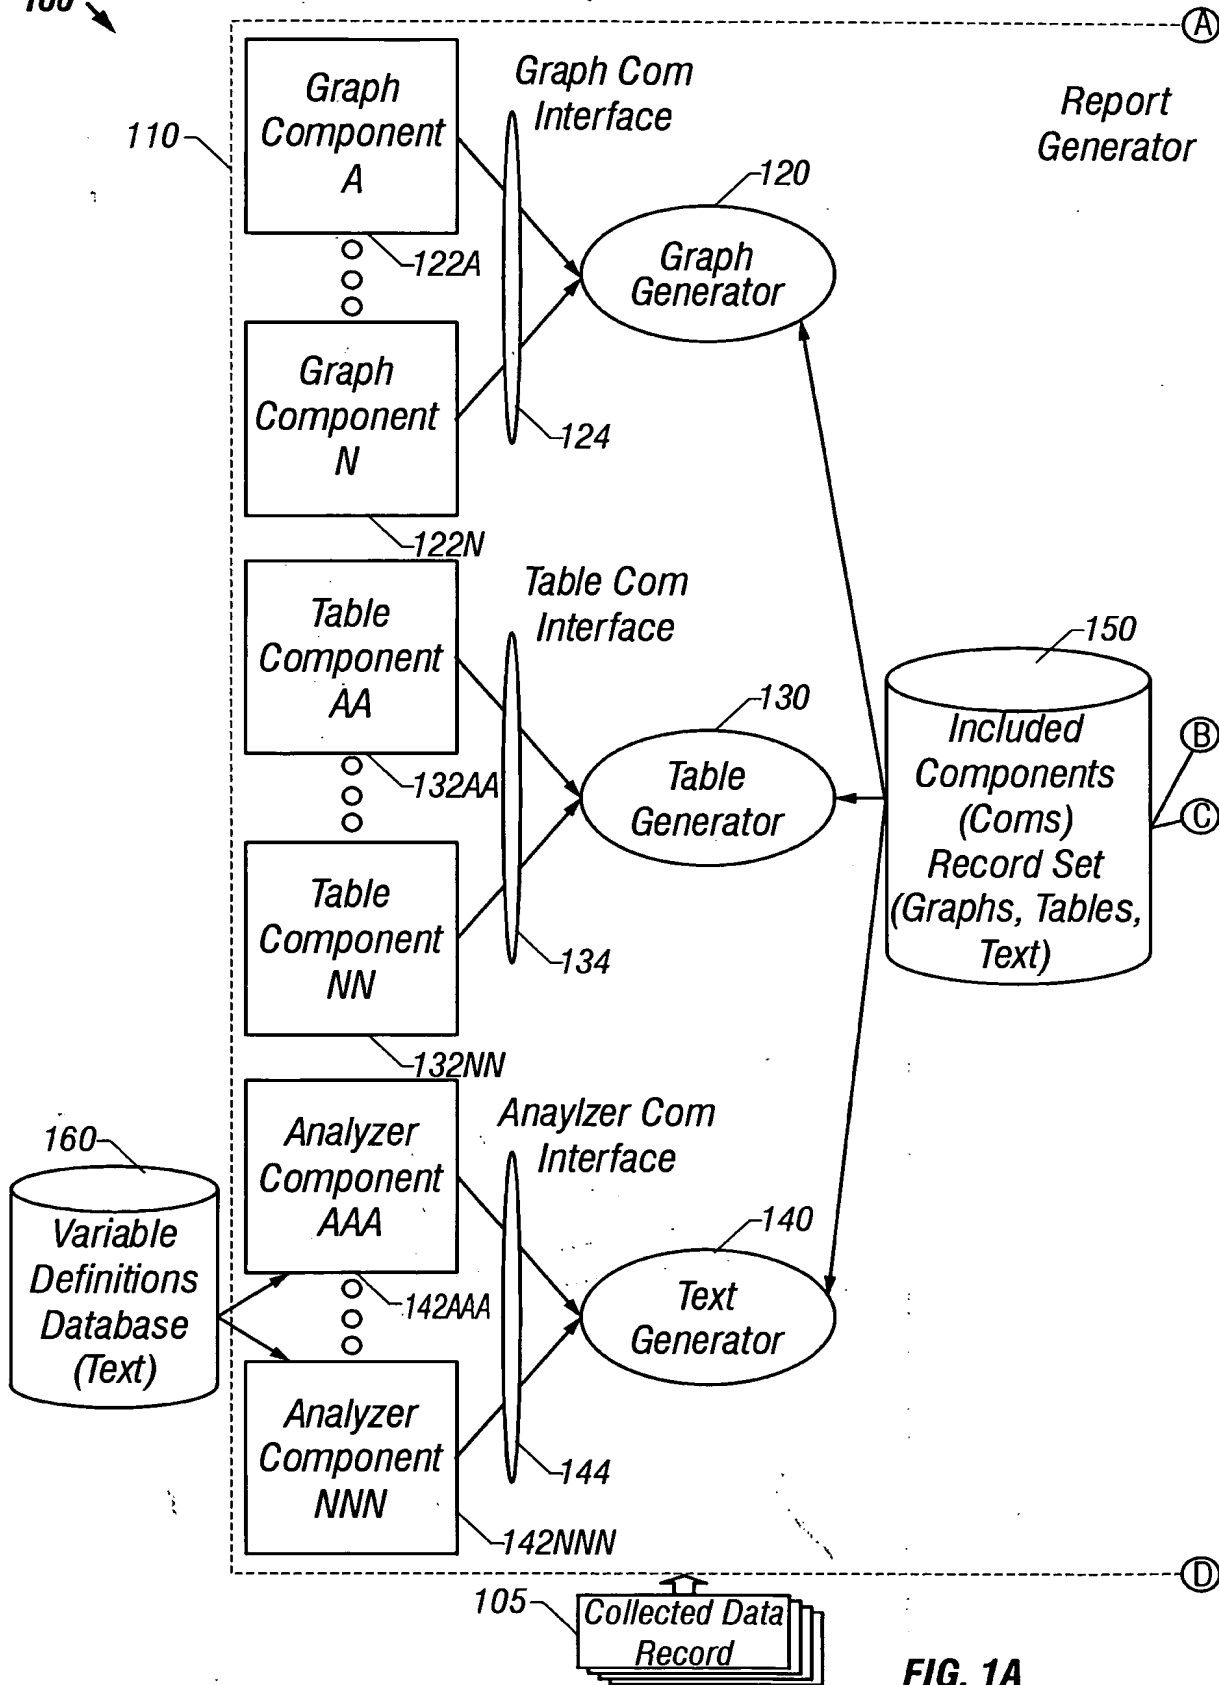 100
A
Graph
Component
A
Graph Com
Interface
Report
Generator
110
120
122A
Graph
Generator
Graph
Component
N
124
122N
Table
Component
AA
Table Com
Interface
150
130
132AA
Table
Generator
Included
Components
(Coms)
Record Set
(Graphs, Tables,
Text)
B
C
Table
Component
NN
134
132NN
160
Variable
Definitions
Database
(Text)
Analyzer
Component
AAA
Anaylzer Com
Interface
140
142AAA
Text
Generator
Analyzer
Component
NNN
144
142NNN
D
105
Collected Data
Record
FIG. 1A